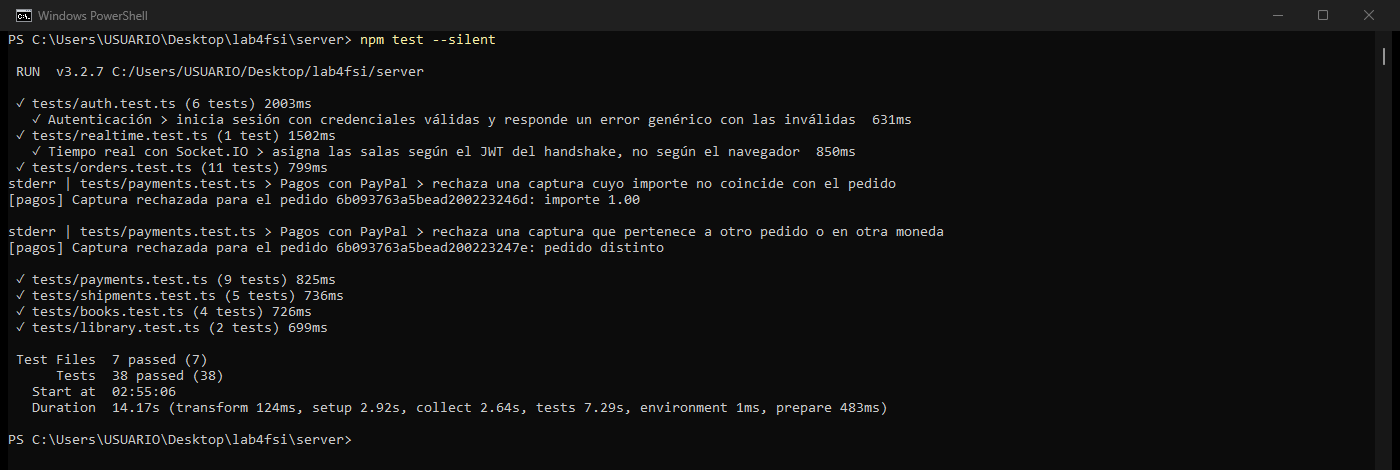 Windows PowerShell
PS C:\Users\USUARIO\Desktop\lab4fsi\server> npm test --silent
RUN  v3.2.7 C:/Users/USUARIO/Desktop/lab4fsi/server
✓ tests/auth.test.ts (6 tests) 2003ms
✓ Autenticación > inicia sesión con credenciales válidas y responde un error genérico con las inválidas  631ms
✓ tests/realtime.test.ts (1 test) 1502ms
✓ Tiempo real con Socket.IO > asigna las salas según el JWT del handshake, no según el navegador  850ms
✓ tests/orders.test.ts (11 tests) 799ms
stderr | tests/payments.test.ts > Pagos con PayPal > rechaza una captura cuyo importe no coincide con el pedido
[pagos] Captura rechazada para el pedido 6b093763a5bead200223246d: importe 1.00
stderr | tests/payments.test.ts > Pagos con PayPal > rechaza una captura que pertenece a otro pedido o en otra moneda
[pagos] Captura rechazada para el pedido 6b093763a5bead200223247e: pedido distinto
✓ tests/payments.test.ts (9 tests) 825ms
✓ tests/shipments.test.ts (5 tests) 736ms
✓ tests/books.test.ts (4 tests) 726ms
✓ tests/library.test.ts (2 tests) 699ms
Test Files  7 passed (7)
Tests  38 passed (38)
Start at  02:55:06
Duration  14.17s (transform 124ms, setup 2.92s, collect 2.64s, tests 7.29s, environment 1ms, prepare 483ms)
PS C:\Users\USUARIO\Desktop\lab4fsi\server>